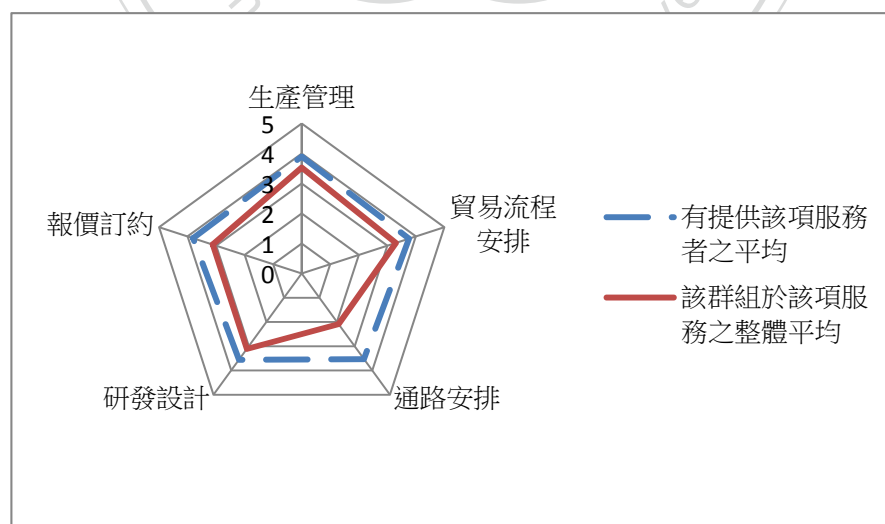 生產管理
5
4
3
2
1
0
貿易流程
安排
通路安排
研發設計
報價訂約
有提供該項服務
者之平均
該群組於該項服
務之整體平均